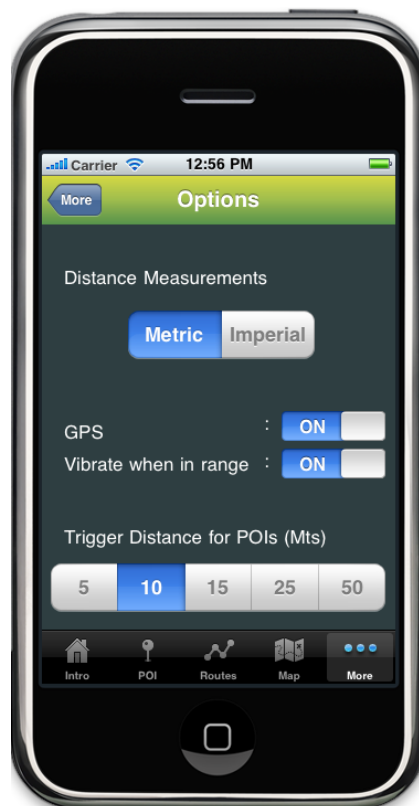 Carrier 12:56 PM
More Options
Distance Measurements
Metric Imperial
GPS : ON
Vibrate when in range : ON
Trigger Distance for POIs (Mts)
5 10 15 25 50
Intro POI Routes Map More